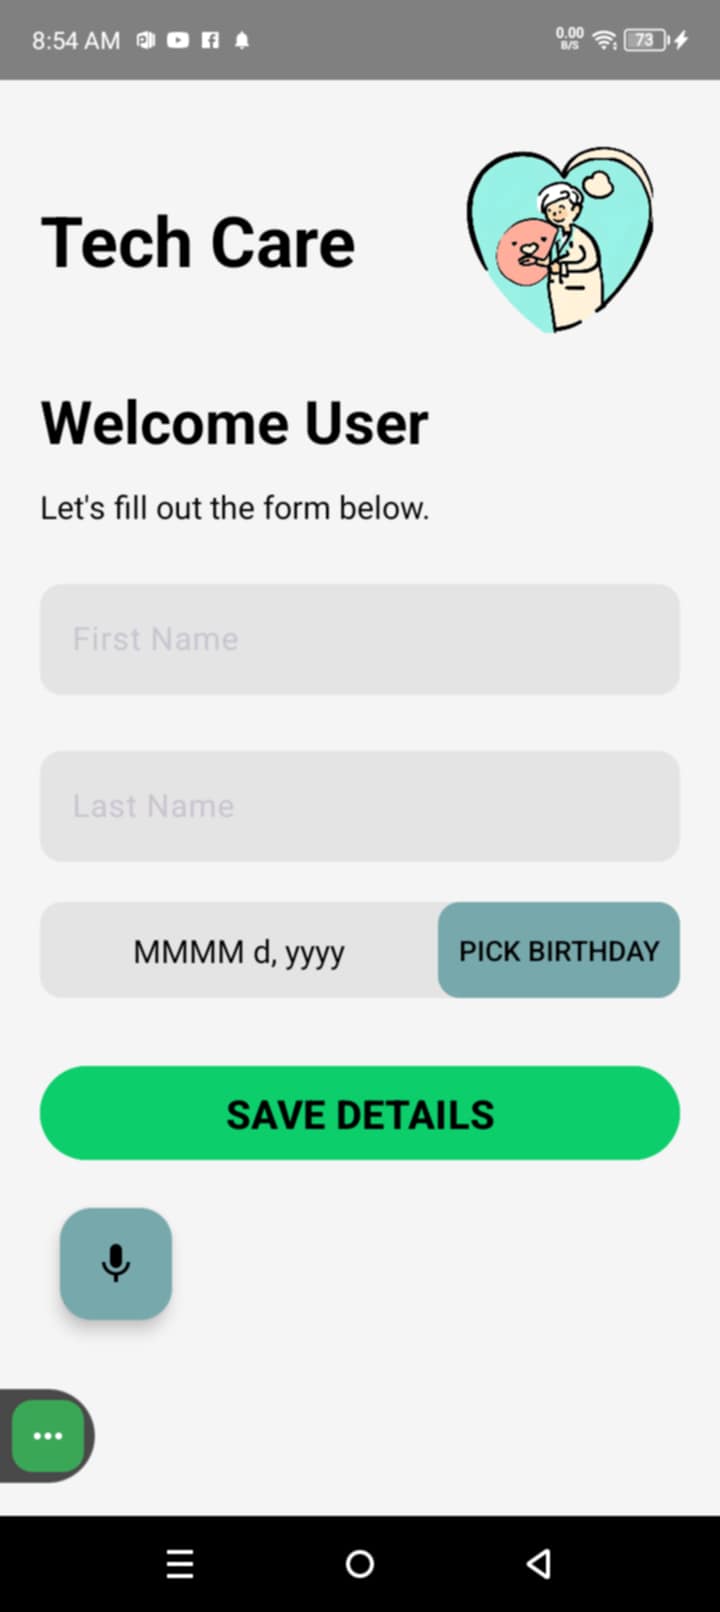 8:54 AM
0.00
B/S
73
Tech Care
Welcome User
Let's fill out the form below.
First Name
Last Name
MMMM d, yyyy
PICK BIRTHDAY
SAVE DETAILS